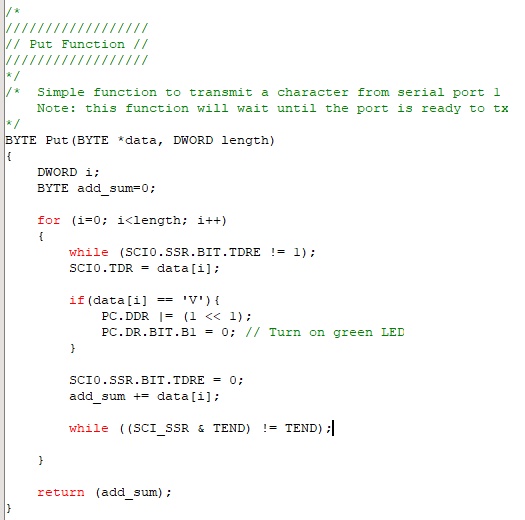 /*
//////////////////
// Put Function //
//////////////////
*/
/*  Simple function to transmit a character from serial port 1
    Note: this function will wait until the port is ready to tx
*/
BYTE Put(BYTE *data, DWORD length)
{
    DWORD i;
    BYTE add_sum=0;

    for (i=0; i<length; i++)
    {
        while (SCI0.SSR.BIT.TDRE != 1);
        SCI0.TDR = data[i];

        if(data[i] == 'V'){
            PC.DDR |= (1 << 1);
            PC.DR.BIT.B1 = 0; // Turn on green LED
        }

        SCI0.SSR.BIT.TDRE = 0;
        add_sum += data[i];

        while ((SCI_SSR & TEND) != TEND);

    }

    return (add_sum);
}